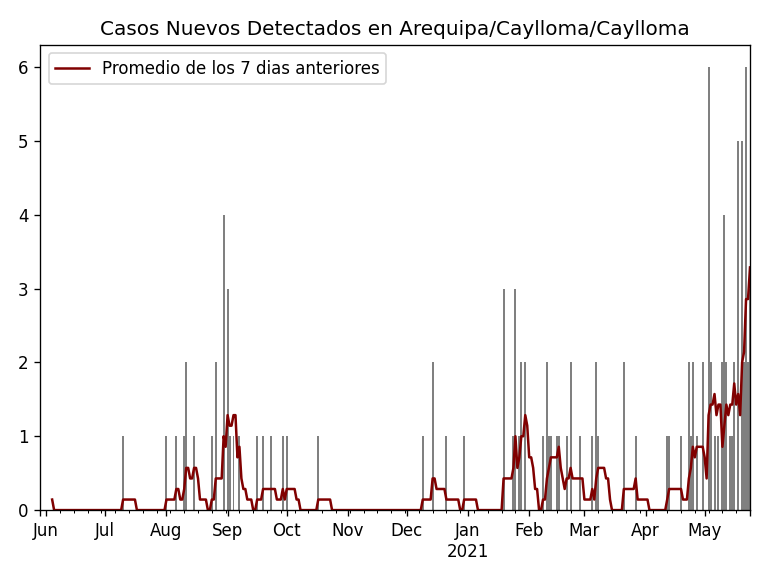 Casos Nuevos Detectados en Arequipa/Caylloma/Caylloma
Promedio de los 7 dias anteriores
6
5
4
3
2
1
0
Jun Jul Aug Sep Oct Nov Dec Jan Feb Mar Apr May
2021